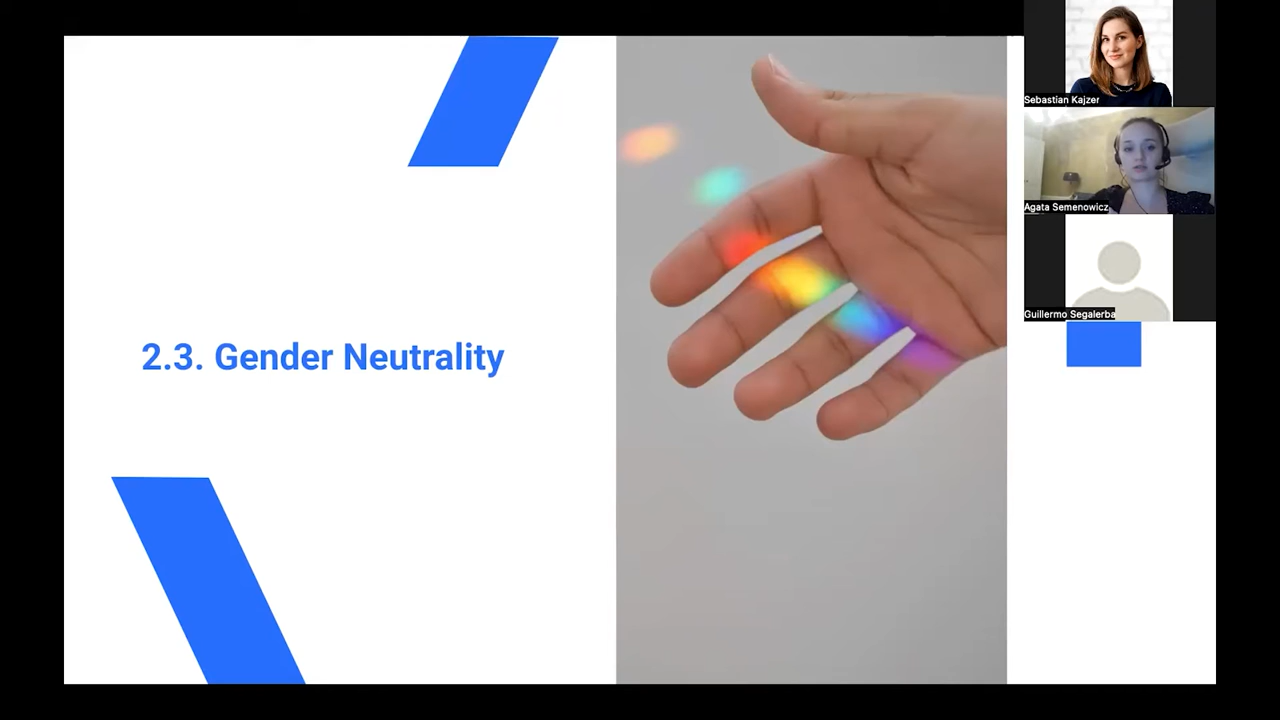 2.3. Gender Neutrality
Sebastian Kajzer
Agata Semenowicz
Guillermo Segalerba